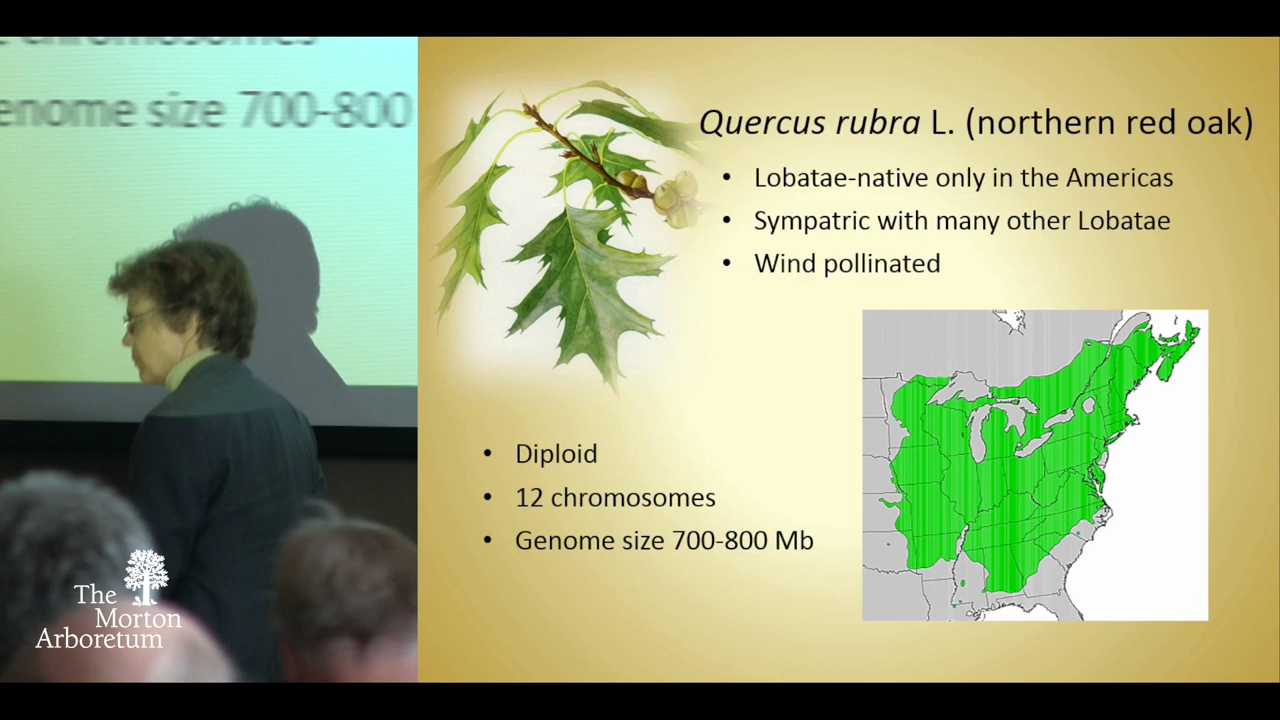 chromosomes
enome size 700-800
The
Morton
Arboretum
Quercus rubra L. (northern red oak)
• Lobatae-native only in the Americas
• Sympatric with many other Lobatae
• Wind pollinated
• Diploid
• 12 chromosomes
• Genome size 700-800 Mb